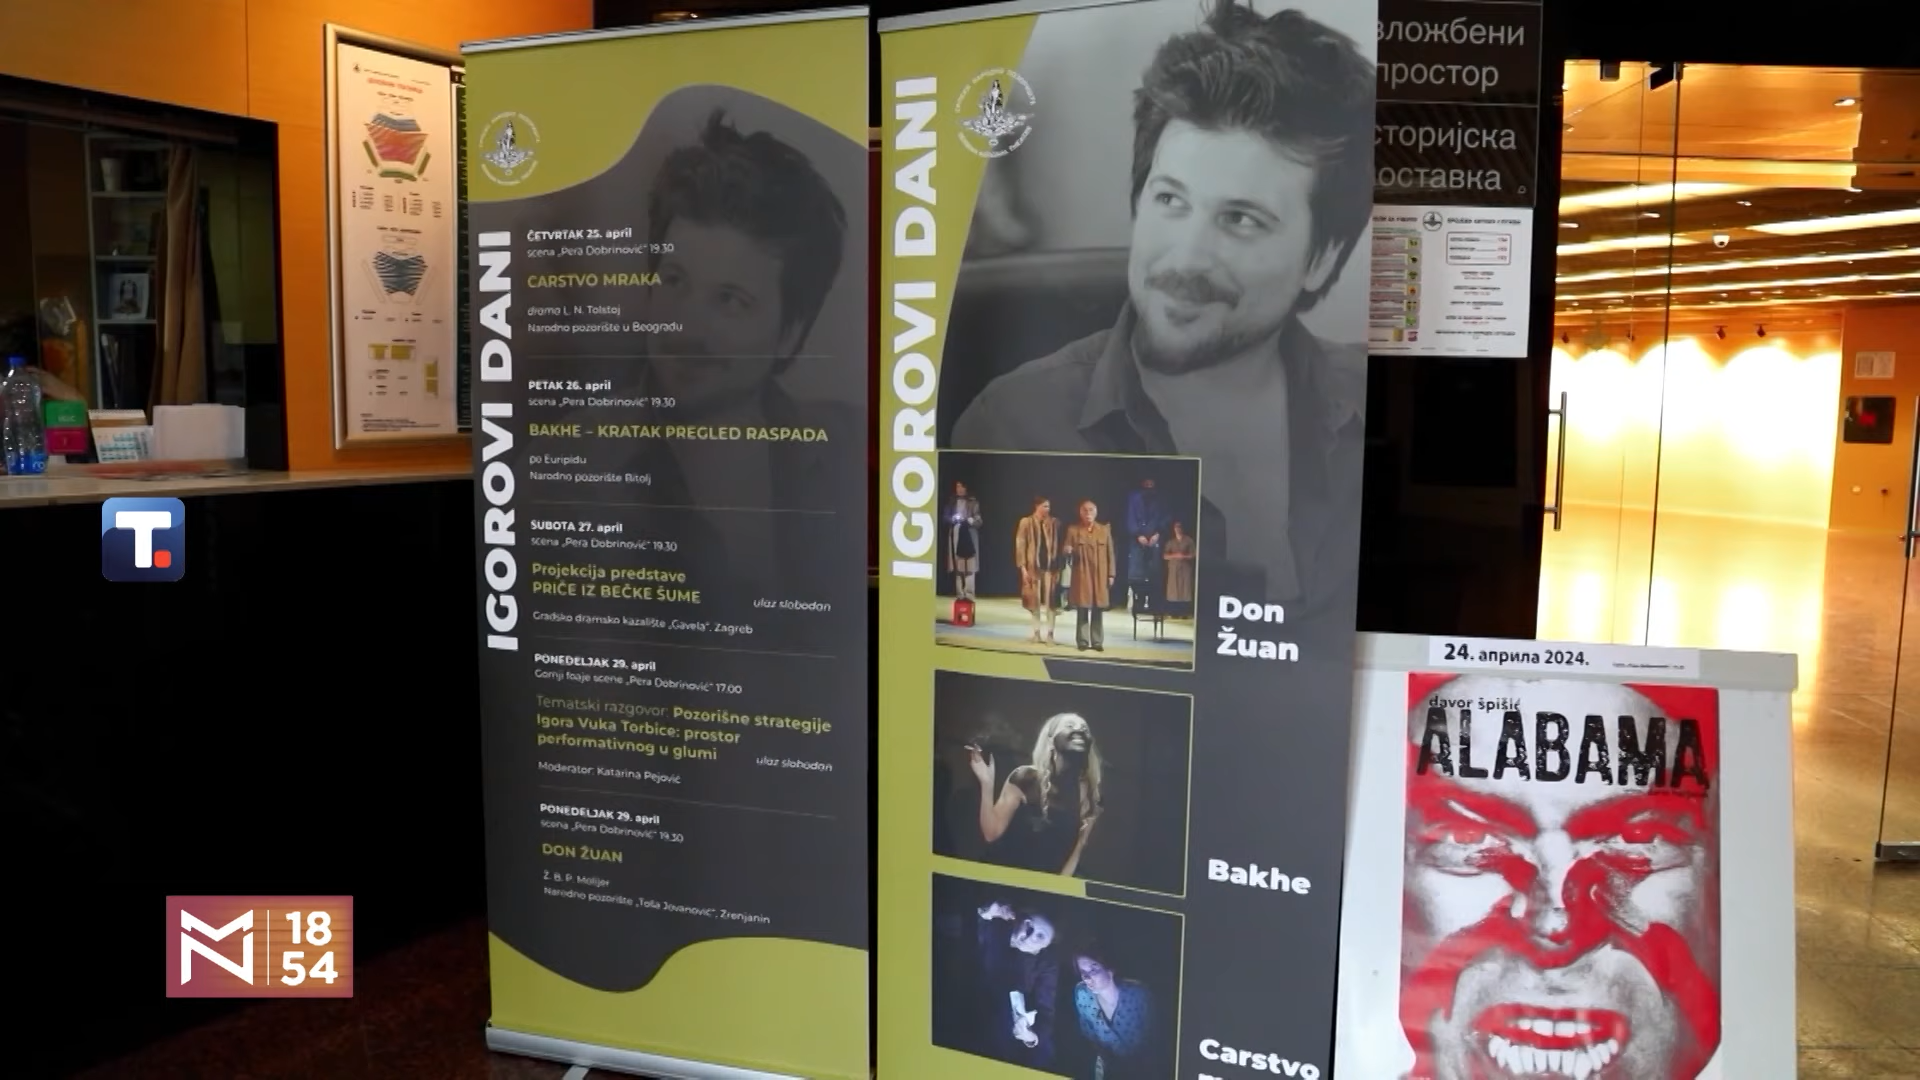 IGOROVI DANI
ČETVRTAK 25. april
scena „Pera Dobrinović“ 19.30
CARSTVO MRAKA
drama L. N. Tolstoj
Narodno pozorište u Beogradu
PETAK 26. april
scena „Pera Dobrinović“ 19.30
BAKHE – KRATAK PREGLED RASPADA
po Euripidu
Narodno pozorište Bitolj
SUBOTA 27. april
scena „Pera Dobrinović“ 19.30
Projekcija predstave
PRIČE IZ BEČKE ŠUME
ulaz slobodan
Gradsko dramsko kazalište „Gavela“, Zagreb
PONEDELJAK 29. april
Gornji foaje scene „Pera Dobrinović“ 17.00
Tematski razgovor: Pozorišne strategije
Igora Vuka Torbice: prostor
performativnog u glumi
ulaz slobodan
Moderator: Katarina Pejović
PONEDELJAK 29. april
scena „Pera Dobrinović“ 19.30
DON ŽUAN
Ž. B. P. Molijer
Narodno pozorište „Toša Jovanović“, Zrenjanin
IGOROVI DANI
Don
Žuan
Bakhe
Carstvo
зложбени
простор
сторијска
оставка
24. априла 2024.
davor špišić
ALABAMA
T.
M 18
54